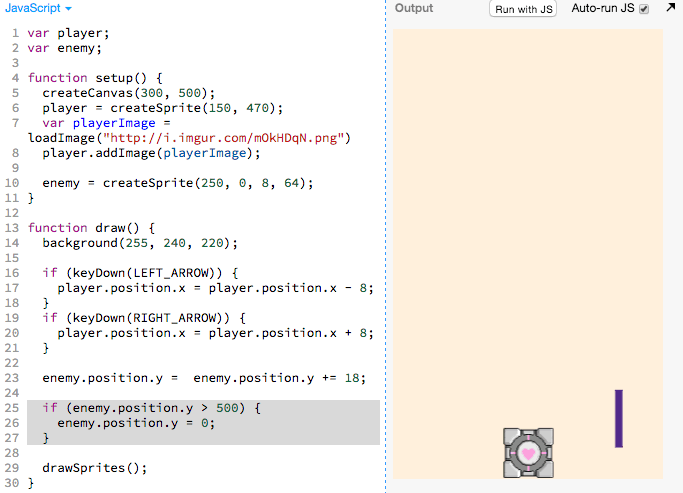 JavaScript
Output
Run with JS
Auto-run JS
1 var player;
2 var enemy;
3
4 function setup() {
5 createCanvas(300, 500);
6 player = createSprite(150, 470);
7 var playerImage =
loadImage("http://i.imgur.com/mOkHDqN.png")
8 player.addImage(playerImage);
9
10 enemy = createSprite(250, 0, 8, 64);
11 }
12
13 function draw() {
14 background(255, 240, 220);
15
16 if (keyDown(LEFT_ARROW)) {
17 player.position.x = player.position.x - 8;
18 }
19 if (keyDown(RIGHT_ARROW)) {
20 player.position.x = player.position.x + 8;
21 }
22
23 enemy.position.y =  enemy.position.y += 18;
24
25 if (enemy.position.y > 500) {
26 enemy.position.y = 0;
27 }
28
29 drawSprites();
30 }